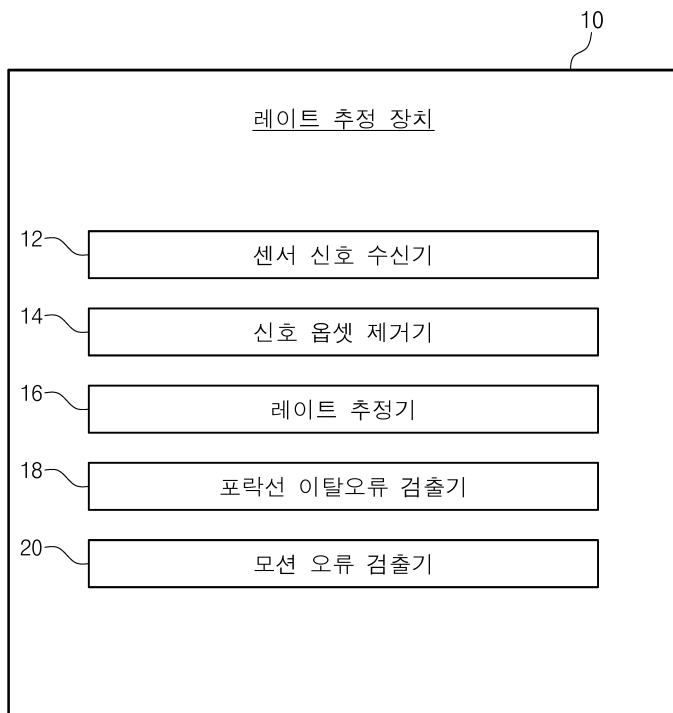 10
레이트 추정 장치
12 센서 신호 수신기
14 신호 옵셋 제거기
16 레이트 추정기
18 포락선 이탈오류 검출기
20 모션 오류 검출기